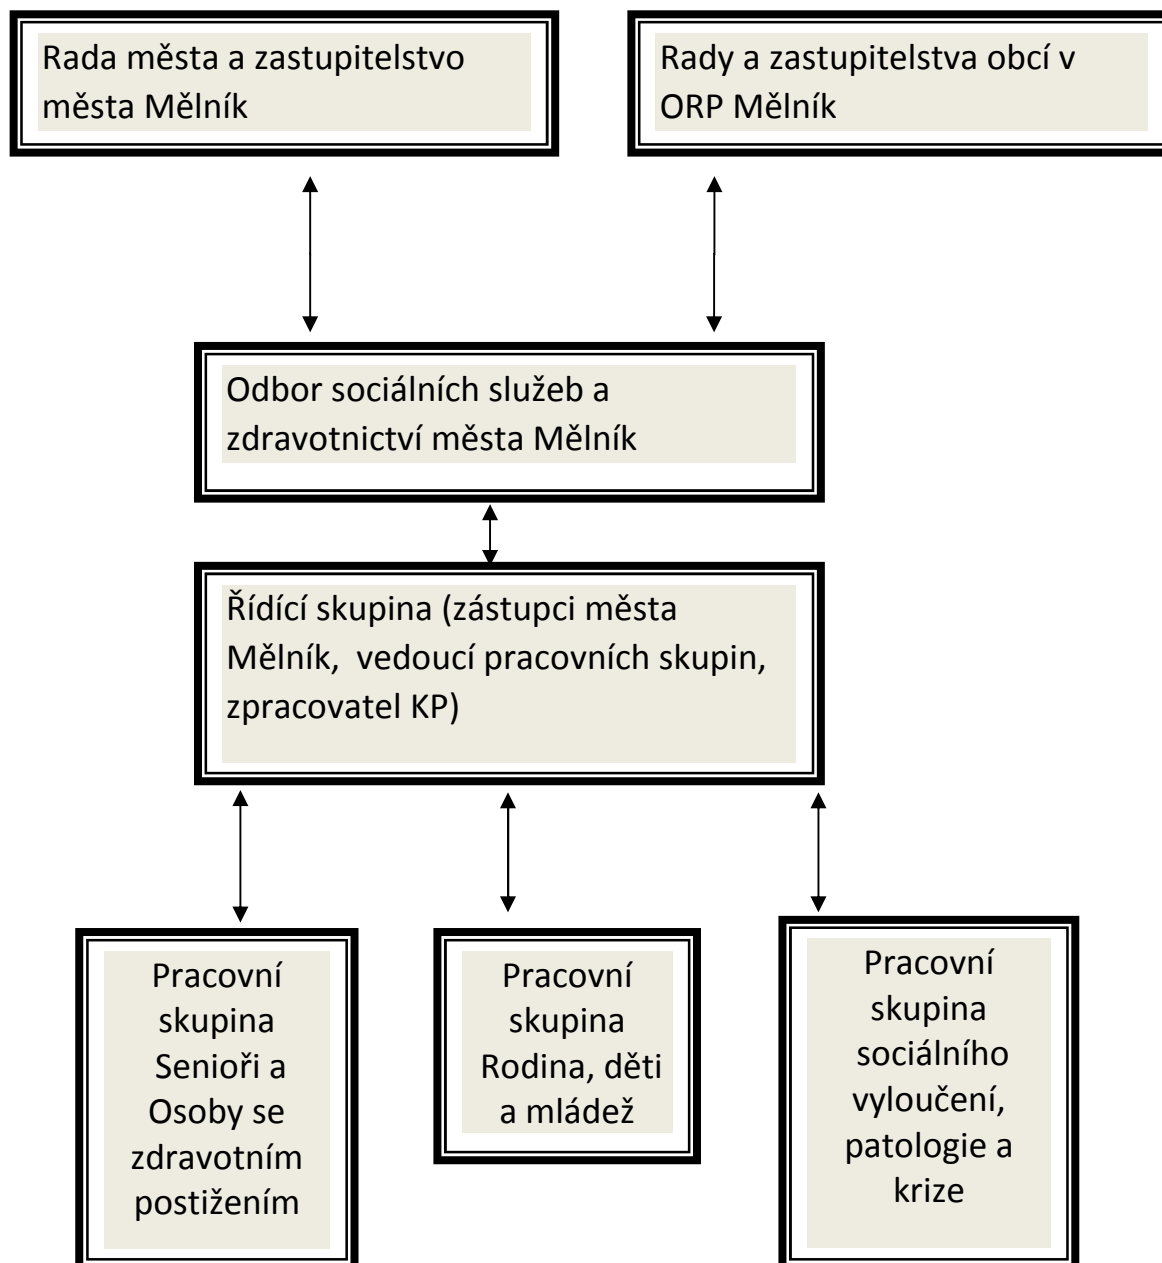 Rada města a zastupitelstvo
města Mělník
Rady a zastupitelstva obcí v
ORP Mělník
Odbor sociálních služeb a
zdravotnictví města Mělník
Řídící skupina (zástupci města
Mělník,  vedoucí pracovních skupin,
zpracovatel KP)
Pracovní
skupina
Senioři a
Osoby se
zdravotním
postižením
Pracovní
skupina
Rodina, děti
a mládež
Pracovní
skupina
sociálního
vyloučení,
patologie a
krize